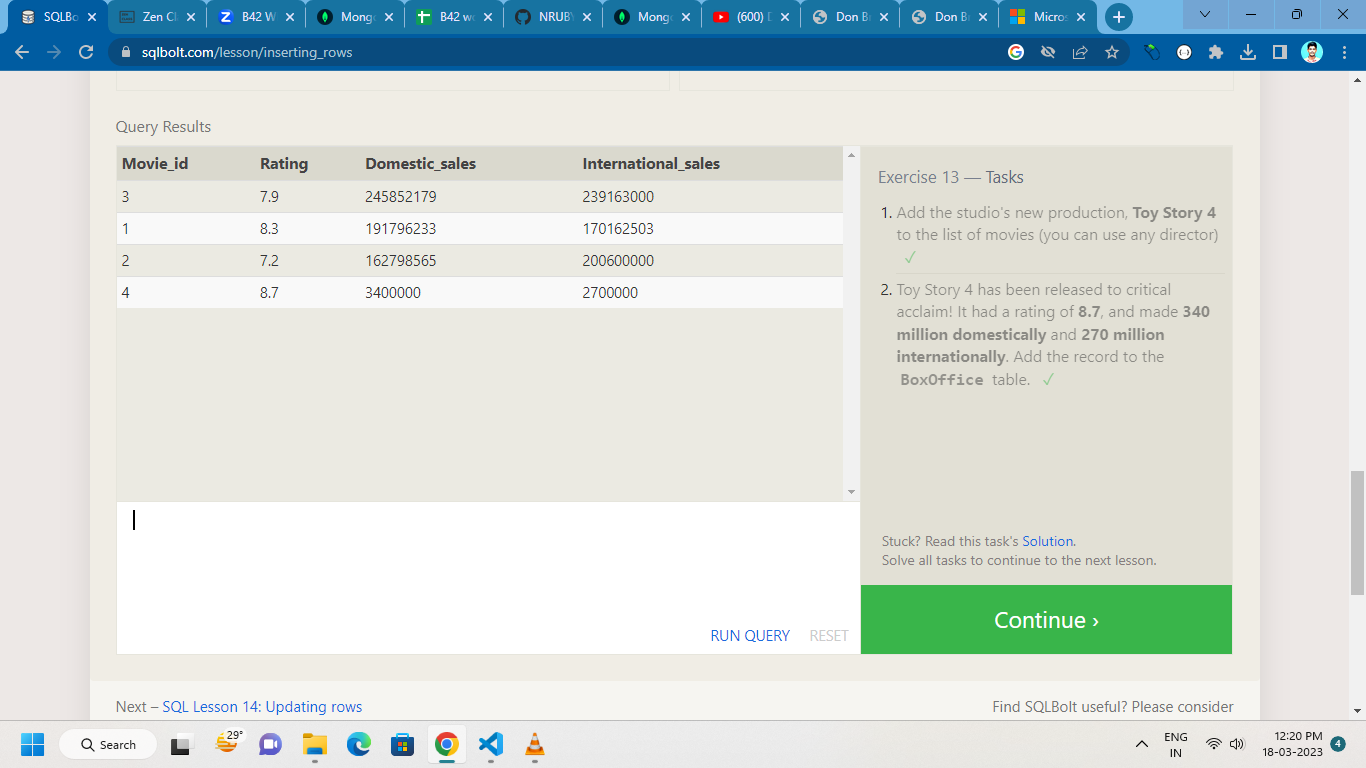 SQLBo
Zen Cl
B42 W
Mong
B42 w
NRUB
Mong
(600)
Don B
Don B
Micros
sqlbolt.com/lesson/inserting_rows
Query Results
Movie_id Rating Domestic_sales International_sales
3 7.9 245852179 239163000
1 8.3 191796233 170162503
2 7.2 162798565 200600000
4 8.7 3400000 2700000
Exercise 13 — Tasks
1. Add the studio's new production, Toy Story 4
to the list of movies (you can use any director)
✓
2. Toy Story 4 has been released to critical
acclaim! It had a rating of 8.7, and made 340
million domestically and 270 million
internationally. Add the record to the
BoxOffice table. ✓
Stuck? Read this task's Solution.
Solve all tasks to continue to the next lesson.
RUN QUERY RESET
Continue ›
Next – SQL Lesson 14: Updating rows
Find SQLBolt useful? Please consider
Search
29°
ENG
IN
12:20 PM
18-03-2023
4